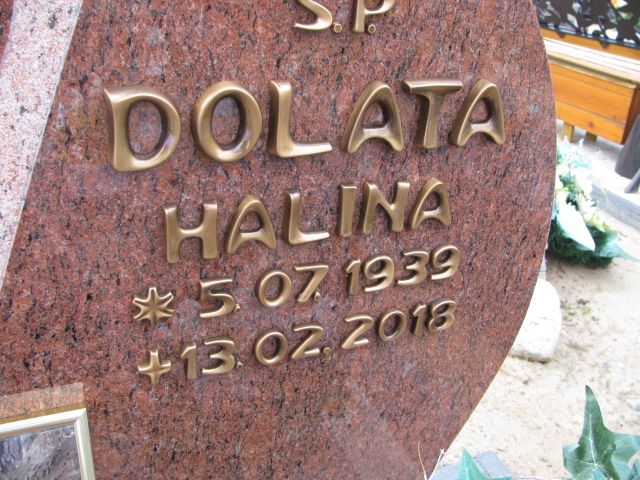 S.P.
DOLATA
HALINA
* 5.07.1939
+ 13.02.2018